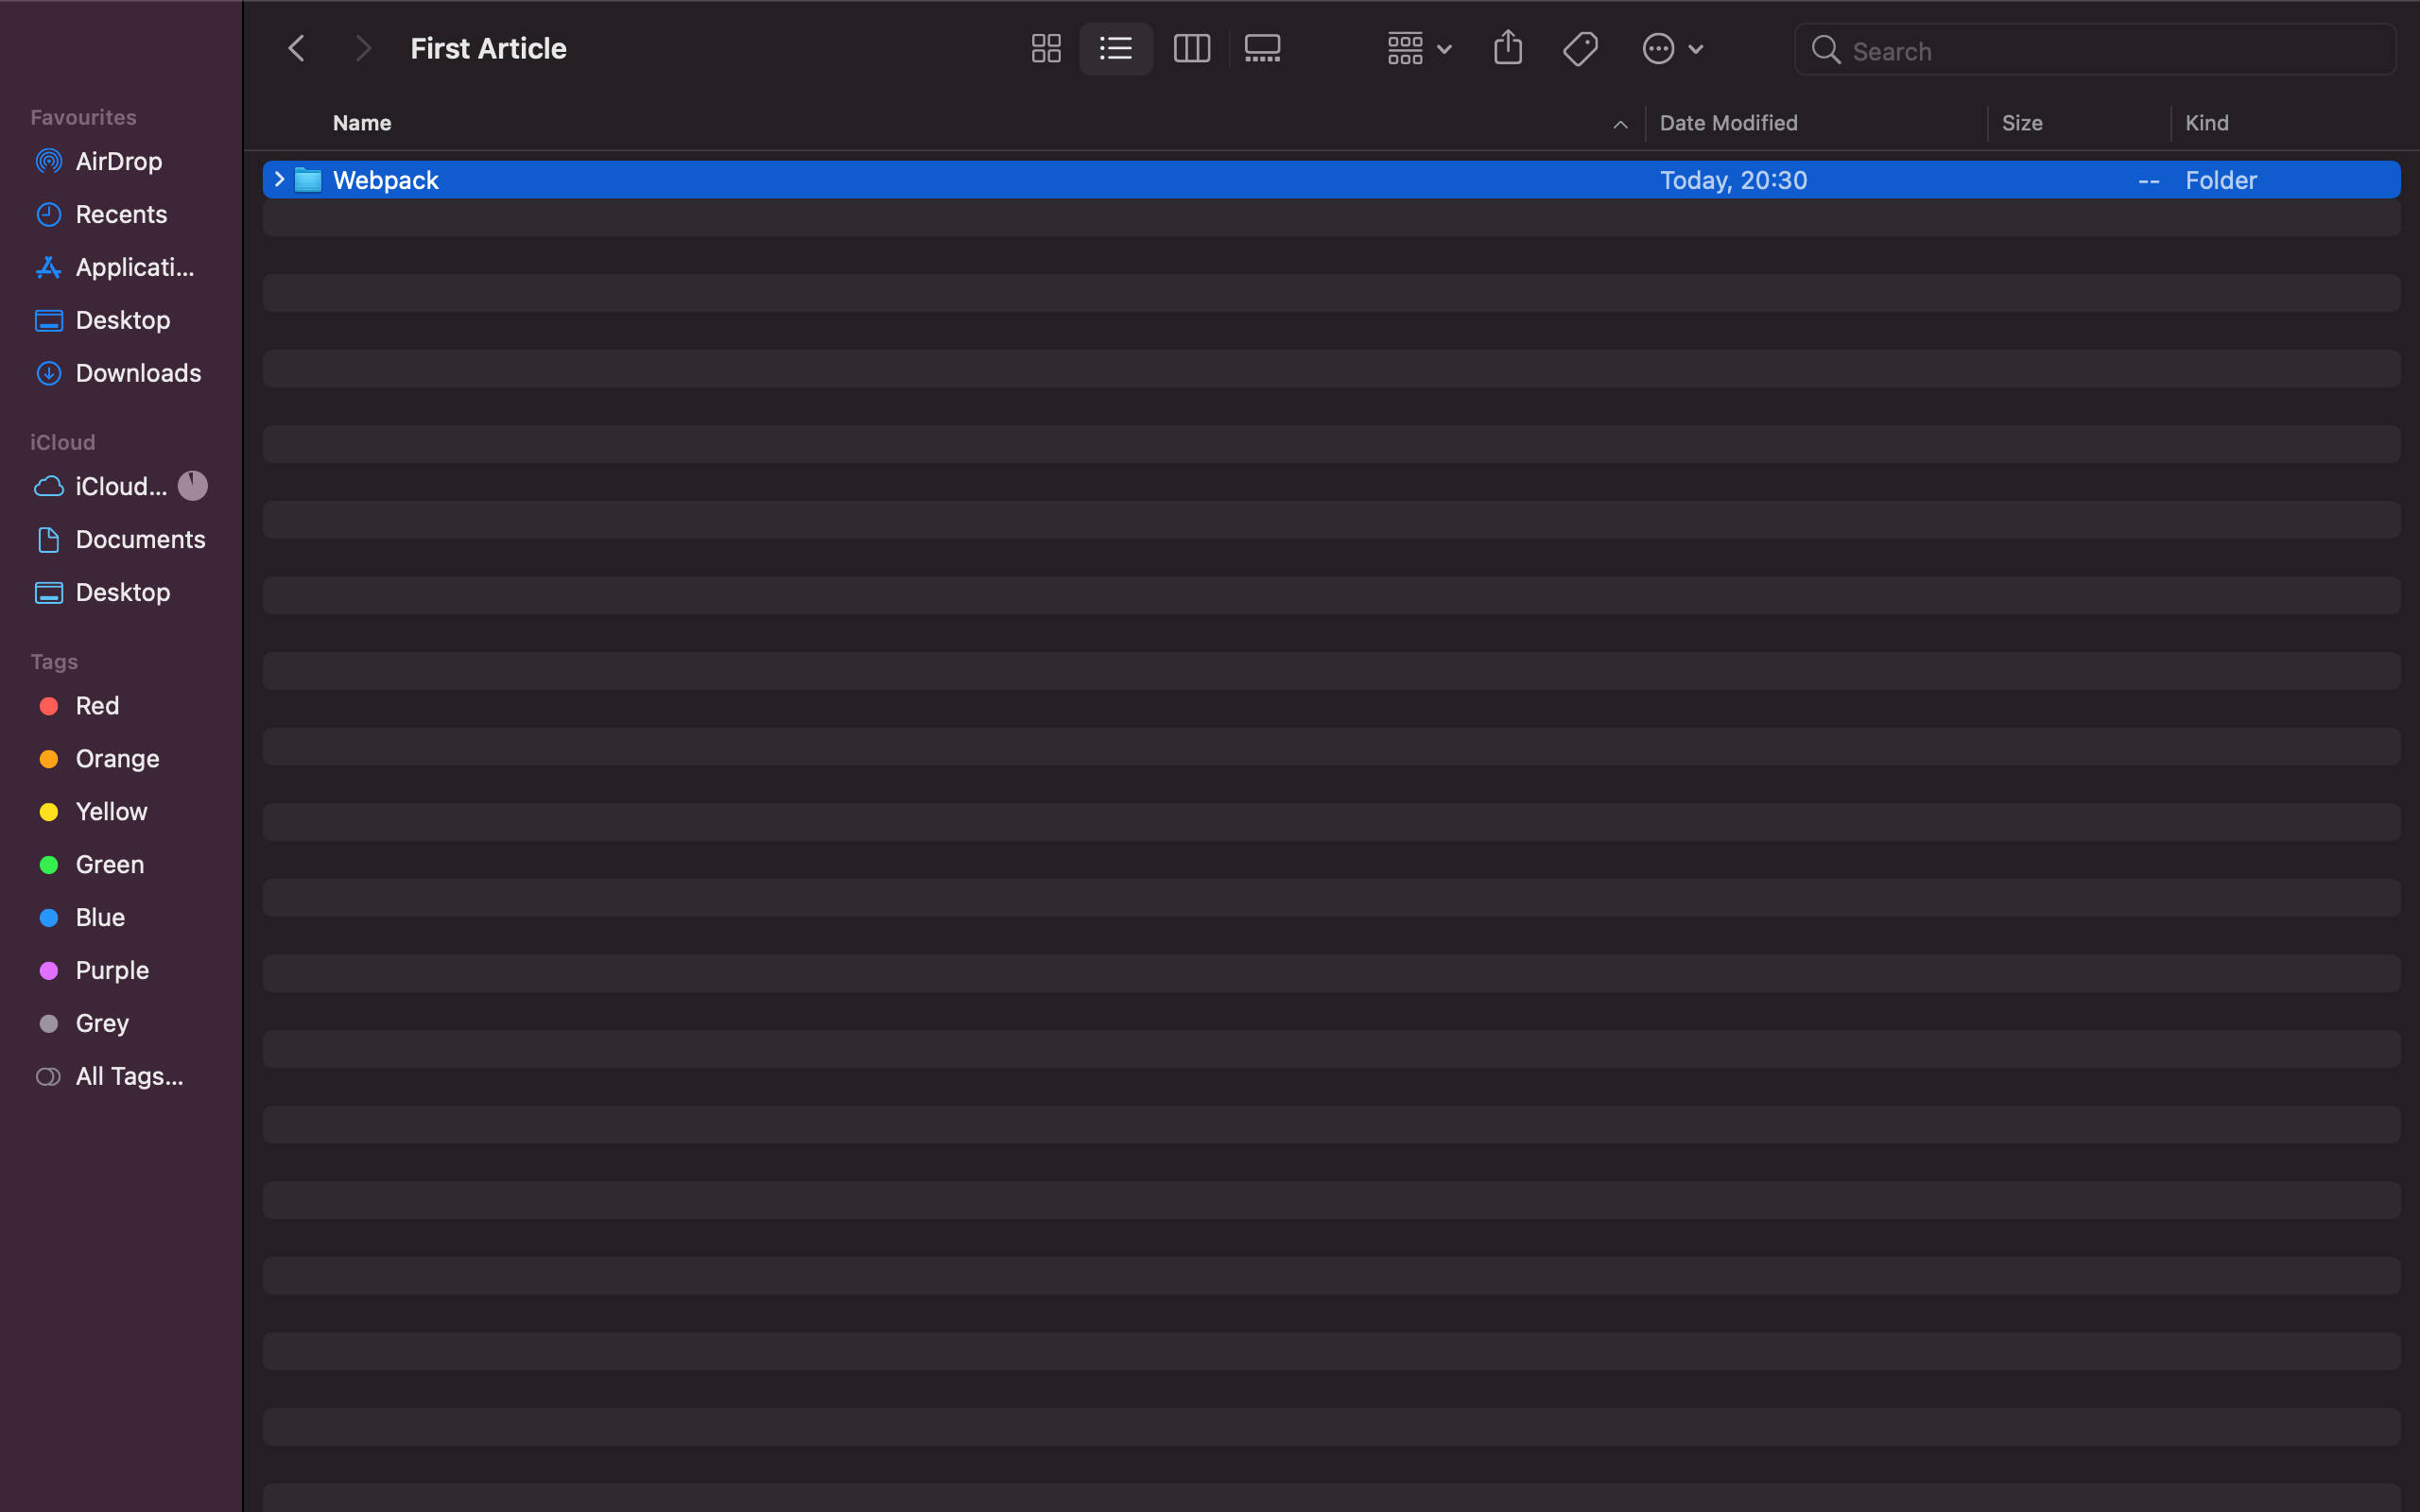 First Article
Search
Favourites
AirDrop
Recents
Applicati...
Desktop
Downloads
iCloud
iCloud...
Documents
Desktop
Tags
Red
Orange
Yellow
Green
Blue
Purple
Grey
All Tags...
Name Date Modified Size Kind
Webpack Today, 20:30 -- Folder